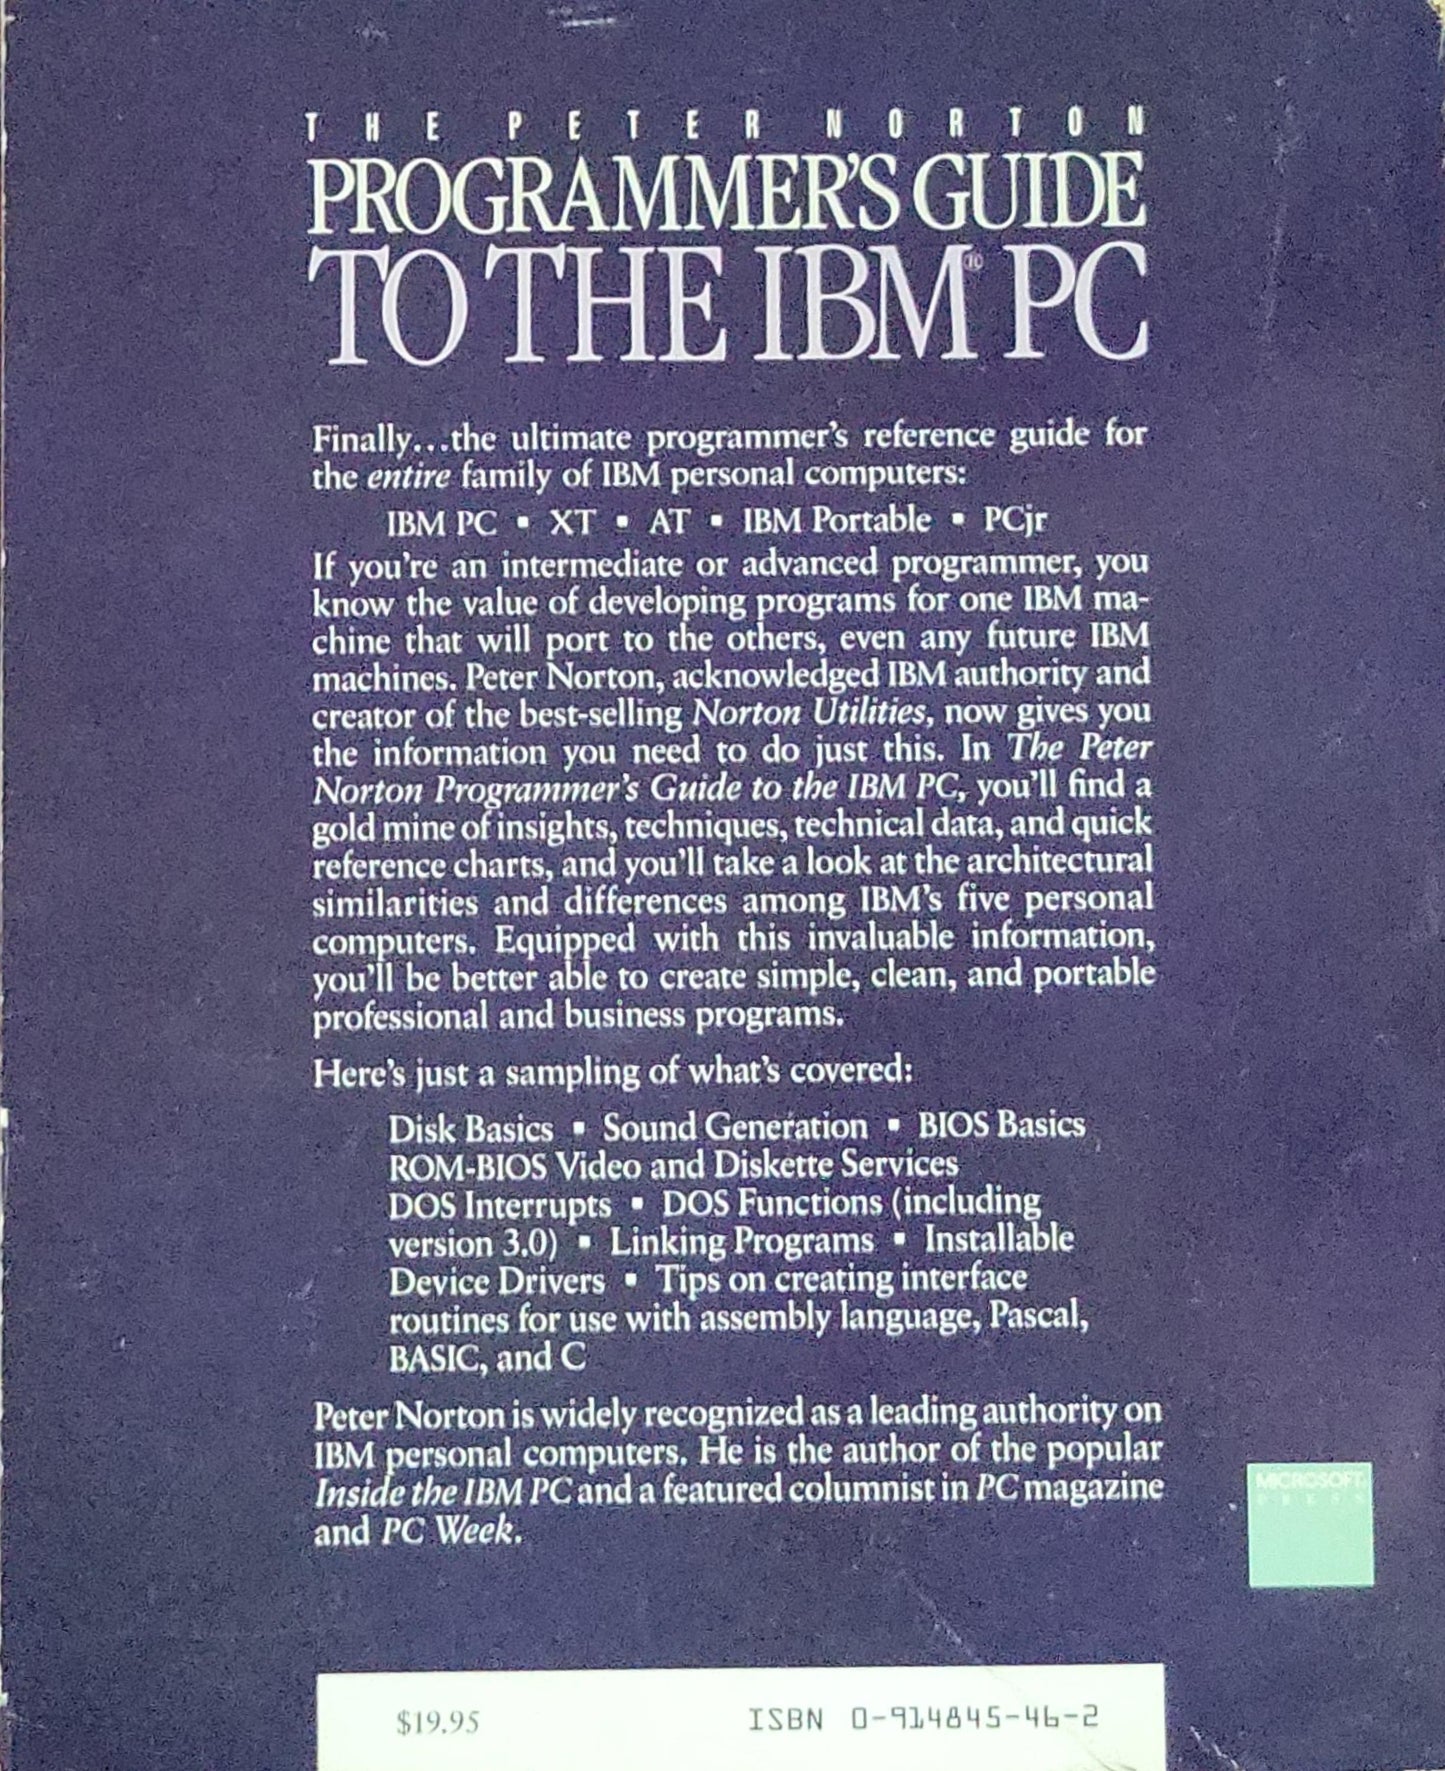 THE PETER NORTON
PROGRAMMER'S GUIDE
TO THE IBM® PC
Finally...the ultimate programmer's reference guide for
the entire family of IBM personal computers:
IBM PC ▪ XT ▪ AT ▪ IBM Portable ▪ PCjr
If you're an intermediate or advanced programmer, you
know the value of developing programs for one IBM ma-
chine that will port to the others, even any future IBM
machines. Peter Norton, acknowledged IBM authority and
creator of the best-selling Norton Utilities, now gives you
the information you need to do just this. In The Peter
Norton Programmer's Guide to the IBM PC, you'll find a
gold mine of insights, techniques, technical data, and quick
reference charts, and you'll take a look at the architectural
similarities and differences among IBM's five personal
computers. Equipped with this invaluable information,
you'll be better able to create simple, clean, and portable
professional and business programs.
Here's just a sampling of what's covered:
Disk Basics ▪ Sound Generation ▪ BIOS Basics
ROM-BIOS Video and Diskette Services
DOS Interrupts ▪ DOS Functions (including
version 3.0) ▪ Linking Programs ▪ Installable
Device Drivers ▪ Tips on creating interface
routines for use with assembly language, Pascal,
BASIC, and C
Peter Norton is widely recognized as a leading authority on
IBM personal computers. He is the author of the popular
Inside the IBM PC and a featured columnist in PC magazine
and PC Week.
MICROSOFT
PRESS
$19.95 ISBN 0-914845-46-2